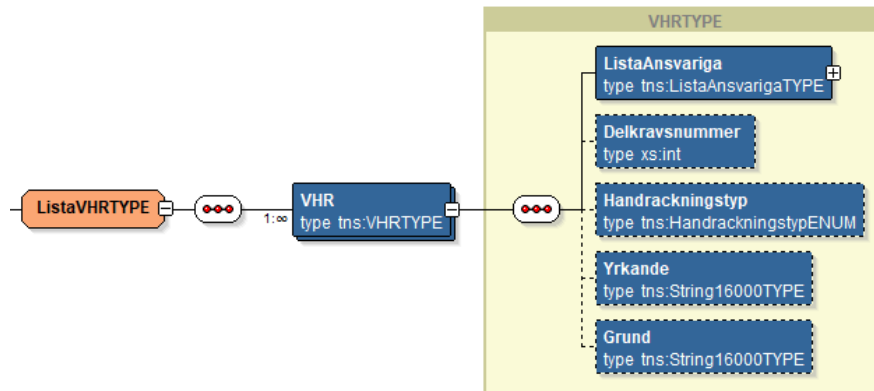 VHRTYPE
ListaVHRTYPE
1:∞
VHR
type tns:VHRTYPE
ListaAnsvariga
type tns:ListaAnsvarigaTYPE
Delkravsnummer
type xs:int
Handrackningstyp
type tns:HandrackningstypENUM
Yrkande
type tns:String16000TYPE
Grund
type tns:String16000TYPE